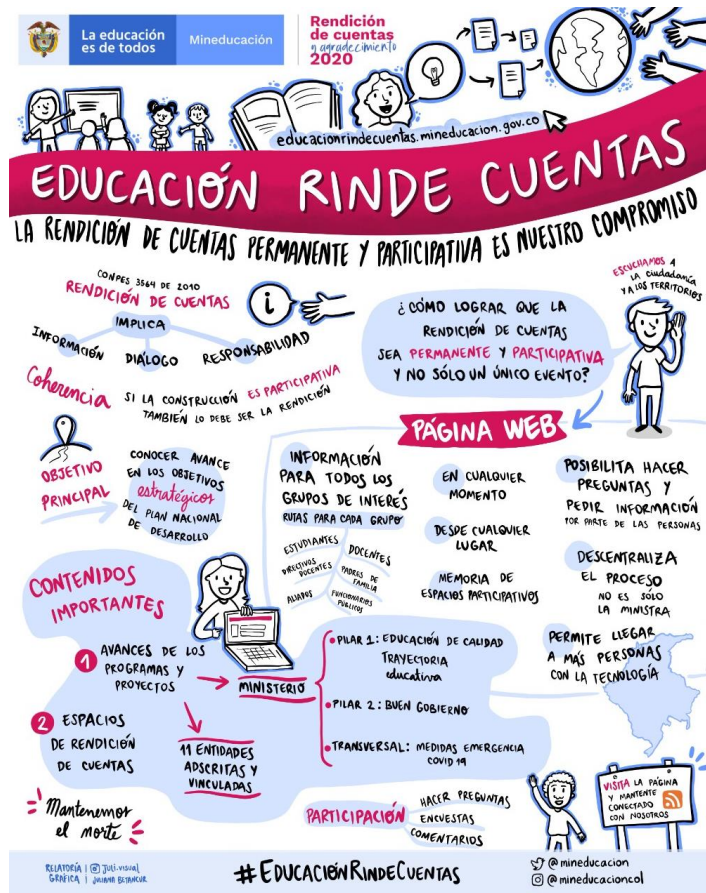 La educación
es de todos
Mineducación
Rendición
de cuentas
y agradecimiento
2020
educacionrindecuentas.mineducacion.gov.co
EDUCACIÓN RINDE CUENTAS
LA RENDICIÓN DE CUENTAS PERMANENTE Y PARTICIPATIVA ES NUESTRO COMPROMISO
CONPES 3564 DE 2010
RENDICIÓN DE CUENTAS
IMPLICA
INFORMACIÓN
DIÁLOGO
RESPONSABILIDAD
i
Coherencia
SI LA CONSTRUCCIÓN ES PARTICIPATIVA
TAMBIÉN LO DEBE SER LA RENDICIÓN
¿CÓMO LOGRAR QUE LA
RENDICIÓN DE CUENTAS
SEA PERMANENTE Y PARTICIPATIVA
Y NO SÓLO UN ÚNICO EVENTO?
ESCUCHAMOS A
LA ciudadanía
Y A LOS TERRITORIOS
OBJETIVO
PRINCIPAL
CONOCER AVANCE
EN LOS OBJETIVOS
estratégicos
DEL PLAN NACIONAL
DE DESARROLLO
PÁGINA WEB
INFORMACIÓN
PARA TODOS LOS
GRUPOS DE INTERÉS
RUTAS PARA CADA GRUPO
ESTUDIANTES
DOCENTES
DIRECTIVOS
DOCENTES
PADRES DE
FAMILIA
ALIADOS
FUNCIONARIOS
PÚBLICOS
EN CUALQUIER
MOMENTO
DESDE CUALQUIER
LUGAR
MEMORIA DE
ESPACIOS PARTICIPATIVOS
POSIBILITA HACER
PREGUNTAS Y
PEDIR INFORMACIÓN
POR PARTE DE LAS PERSONAS
DESCENTRALIZA
EL PROCESO
NO ES SÓLO
LA MINISTRA
PERMITE LLEGAR
A MÁS PERSONAS
CON LA TECNOLOGÍA
CONTENIDOS
IMPORTANTES
1 AVANCES DE LOS
PROGRAMAS Y
PROYECTOS
MINISTERIO
PILAR 1: EDUCACIÓN DE CALIDAD
TRAYECTORIA
educativa
PILAR 2: BUEN GOBIERNO
TRANSVERSAL: MEDIDAS EMERGENCIA
COVID 19
11 ENTIDADES
ADSCRITAS Y
VINCULADAS
2 ESPACIOS
DE RENDICIÓN
DE CUENTAS
Mantenemos
el norte
PARTICIPACIÓN
HACER PREGUNTAS
ENCUESTAS
COMENTARIOS
VISITA LA PÁGINA
Y MANTENTE
CONECTADO
CON NOSOTROS
RELATORÍA
GRÁFICA
Juli.visual
JULIANA BETANCUR
#EDUCACIÓNRINDECUENTAS
@mineducacion
@mineducacioncol